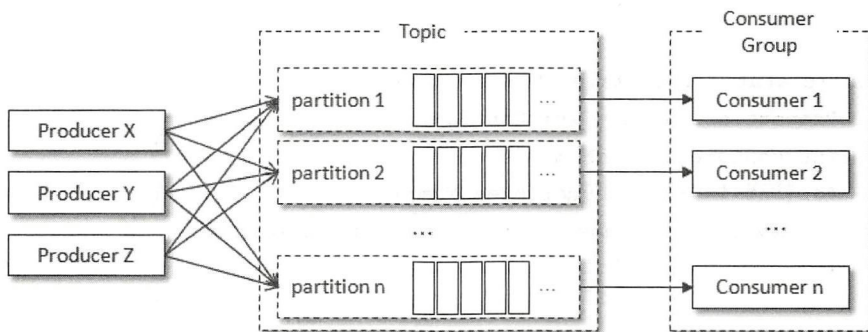 Topic
Consumer
Group
partition 1
...
Consumer 1
Producer X
partition 2
...
Consumer 2
Producer Y
...
...
Producer Z
partition n
...
Consumer n